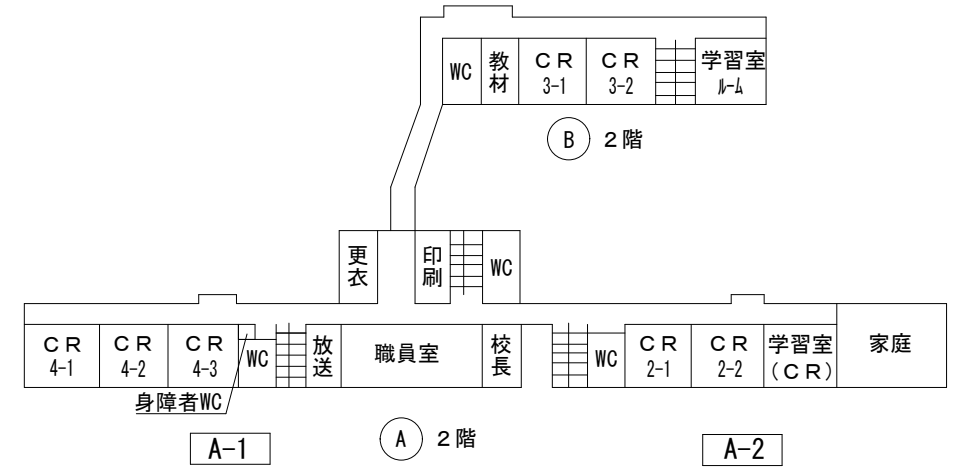 WC
教材
ＣＲ
3-1
ＣＲ
3-2
学習室
ﾙｰﾑ
B
２階
更衣
印刷
WC
ＣＲ
4-1
ＣＲ
4-2
ＣＲ
4-3
WC
放送
職員室
校長
WC
ＣＲ
2-1
ＣＲ
2-2
学習室
(ＣＲ)
家庭
身障者WC
A-1
A
２階
A-2